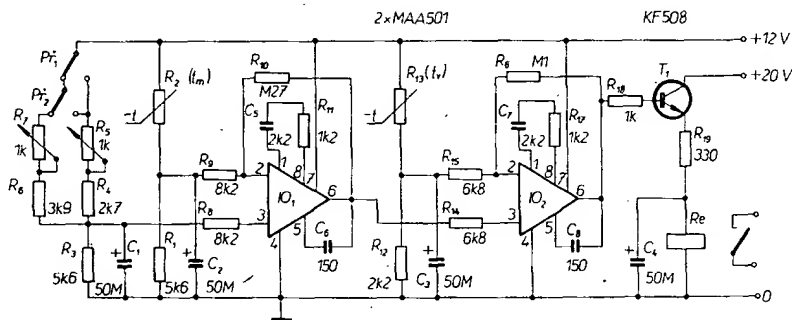 2xMAA501
KF508
+12 V
+20V
Př₁
Př₂
R₂ (tₘ)
-t
R₁₀
M27
C₅
2k2
R₁₁
1k2
R₁₃(tᵥ)
-t
R₆
M1
C₇
2k2
R₁₇
1k2
R₁₈
1k
T₁
R₇
1k
R₅
1k
R₉
8k2
2
1
8
7
IO₁
6
3
5
4
R₁₅
6k8
2
1
8
7
IO₂
6
3
5
4
R₁₉
330
R₆
3k9
R₄
2k7
R₈
8k2
R₁₄
6k8
R₃
5k6
C₁
50M
R₁
5k6
C₂
50M
C₆
150
R₁₂
2k2
C₃
50M
C₈
150
C₄
50M
Re
+
+
+
+
0